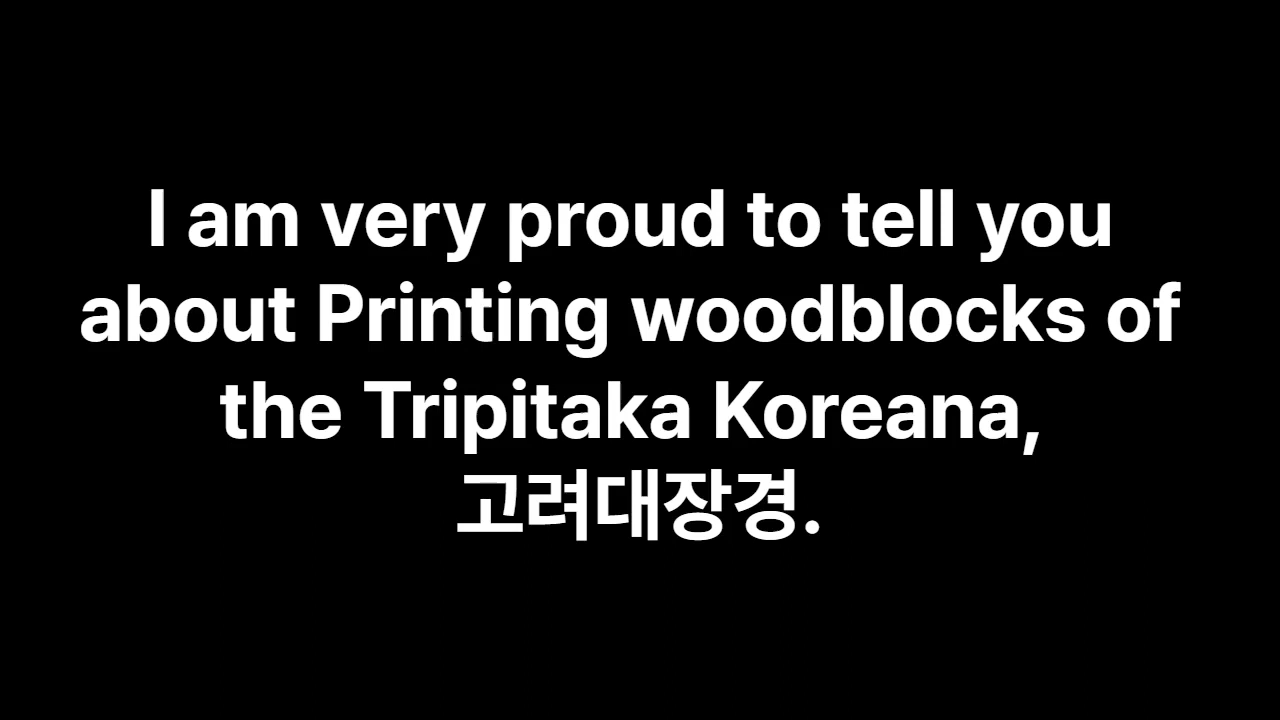 I am very proud to tell you
about Printing woodblocks of
the Tripitaka Koreana,
고려대장경.